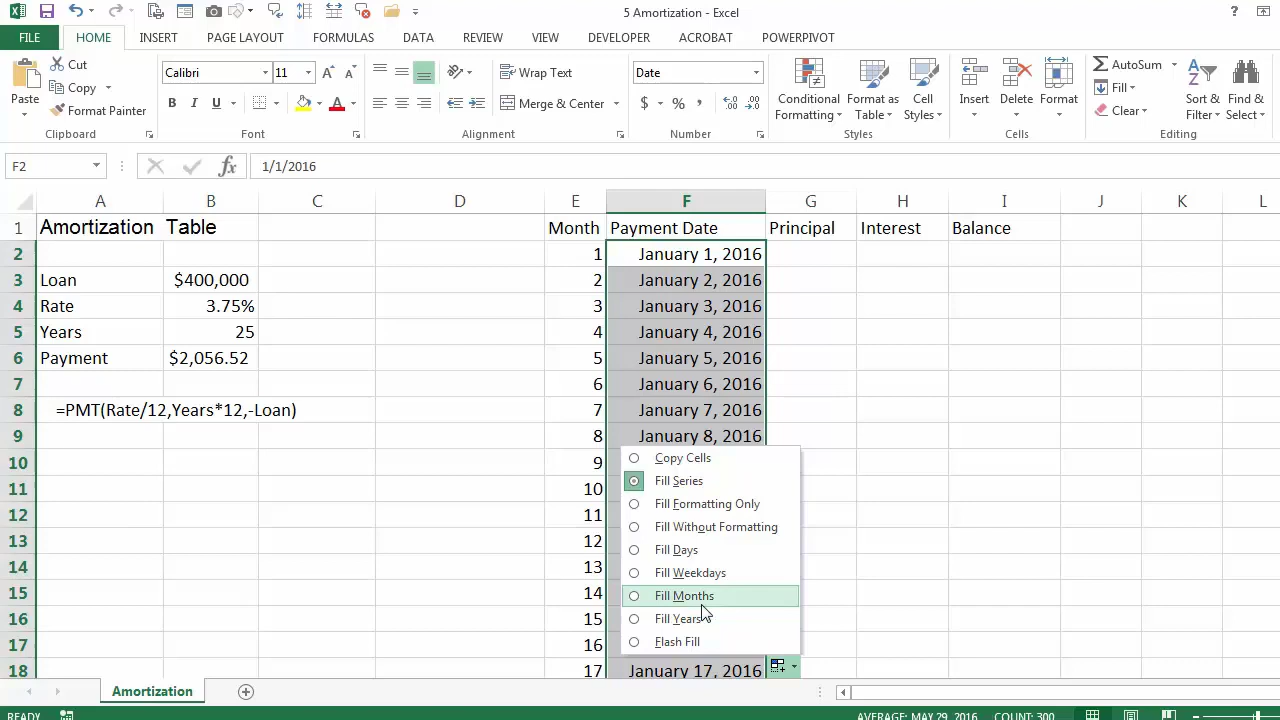 5 Amortization - Excel
?
FILE HOME INSERT PAGE LAYOUT FORMULAS DATA REVIEW VIEW DEVELOPER ACROBAT POWERPIVOT
Paste
Cut
Copy
Format Painter
Clipboard
Calibri 11
B I U
Font
Wrap Text
Merge & Center
Alignment
Date
$ % ,
Number
Conditional Formatting
Format as Table
Cell Styles
Styles
Insert Delete Format
Cells
AutoSum
Fill
Clear
Sort & Filter
Find & Select
Editing
F2 fx 1/1/2016
A B C D E F G H I J K L
1 Amortization Table Month Payment Date Principal Interest Balance
2 1 January 1, 2016
3 Loan $400,000 2 January 2, 2016
4 Rate 3.75% 3 January 3, 2016
5 Years 25 4 January 4, 2016
6 Payment $2,056.52 5 January 5, 2016
7 6 January 6, 2016
8 =PMT(Rate/12,Years*12,-Loan) 7 January 7, 2016
9 8 January 8, 2016
10 9 Copy Cells
11 10 Fill Series
Fill Formatting Only
12 11 Fill Without Formatting
13 12 Fill Days
14 13 Fill Weekdays
15 14 Fill Months
16 15 Fill Years
17 16 Flash Fill
18 17 January 17, 2016
Amortization
READY AVERAGE: MAY 29, 2016 COUNT: 300